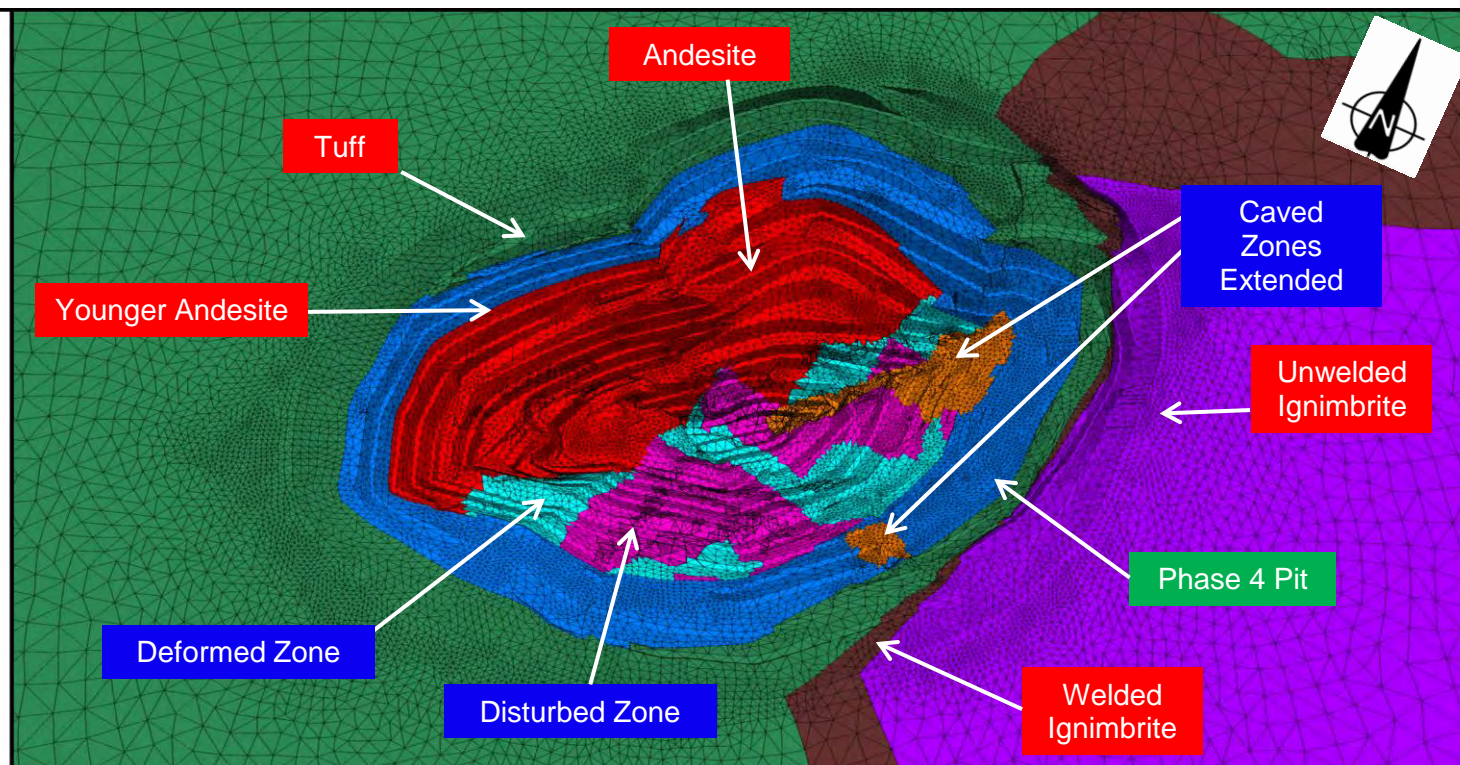 Andesite
Tuff
Caved
Zones
Extended
Younger Andesite
Unwelded
Ignimbrite
Phase 4 Pit
Deformed Zone
Disturbed Zone
Welded
Ignimbrite
N